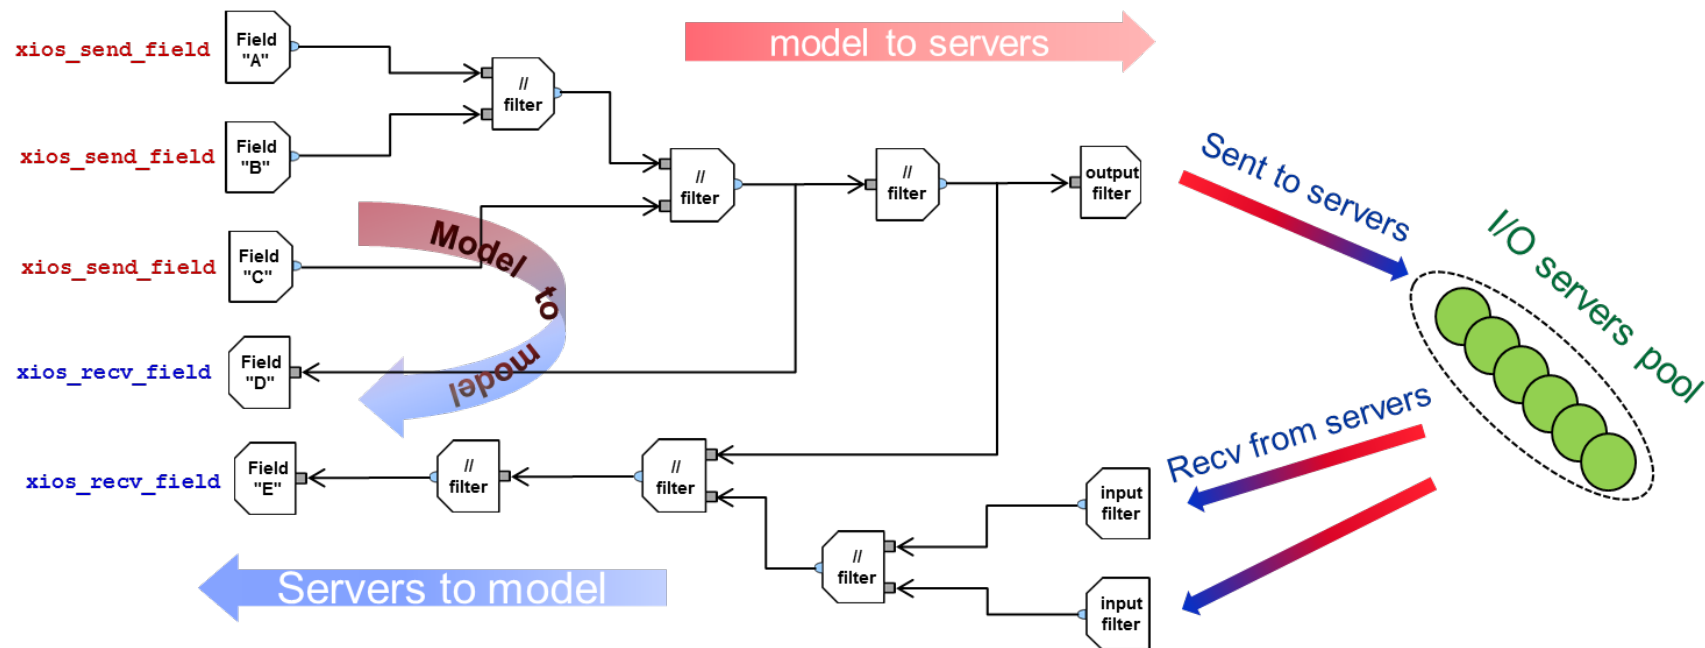 xios_send_field
Field
"A"
model to servers
//
filter
xios_send_field
Field
"B"
//
filter
//
filter
output
filter
Sent to servers
I/O servers pool
xios_send_field
Field
"C"
Model to model
xios_recv_field
Field
"D"
Recv from servers
xios_recv_field
Field
"E"
//
filter
//
filter
input
filter
//
filter
Servers to model
input
filter